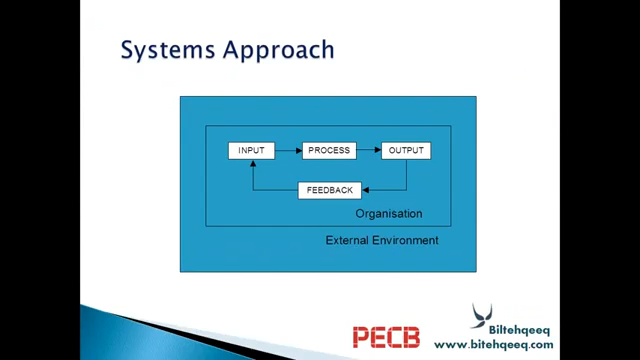 Systems Approach
INPUT
PROCESS
OUTPUT
FEEDBACK
Organisation
External Environment
PECB
Biltehqeeq
www.bitehqeeq.com